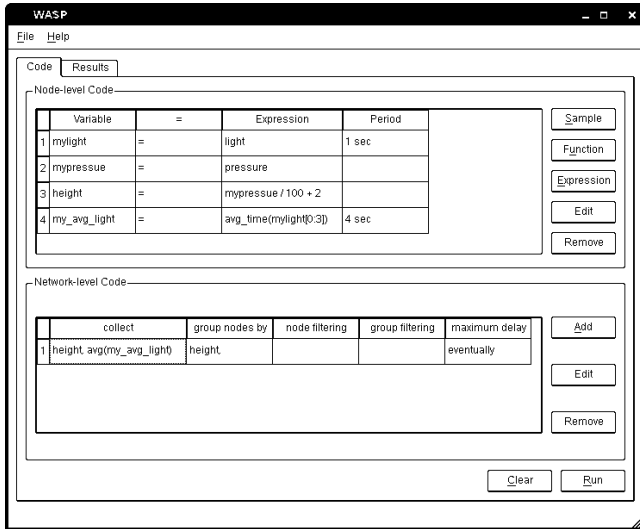 WASP
File Help
Code Results
Node-level Code
Variable = Expression Period
1 mylight = light 1 sec
2 mypressue = pressure
3 height = mypressue / 100 + 2
4 my_avg_light = avg_time(mylight[0:3]) 4 sec
Sample
Function
Expression
Edit
Remove
Network-level Code
collect group nodes by node filtering group filtering maximum delay
1 height, avg(my_avg_light) height, eventually
Add
Edit
Remove
Clear Run